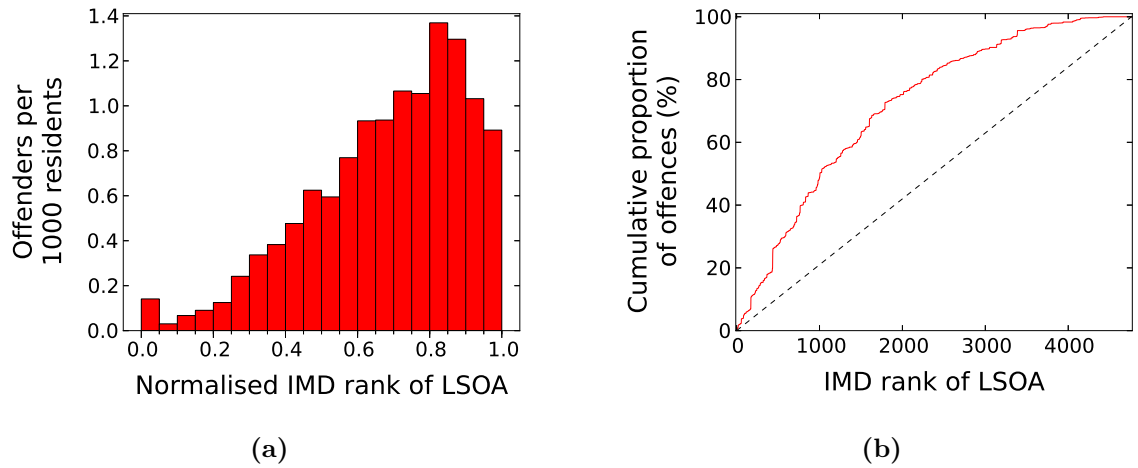 Offenders per
1000 residents
1.4
1.2
1.0
0.8
0.6
0.4
0.2
0.0
0.0 0.2 0.4 0.6 0.8 1.0
Normalised IMD rank of LSOA
(a)
Cumulative proportion
of offences (%)
100
80
60
40
20
0
0 1000 2000 3000 4000
IMD rank of LSOA
(b)